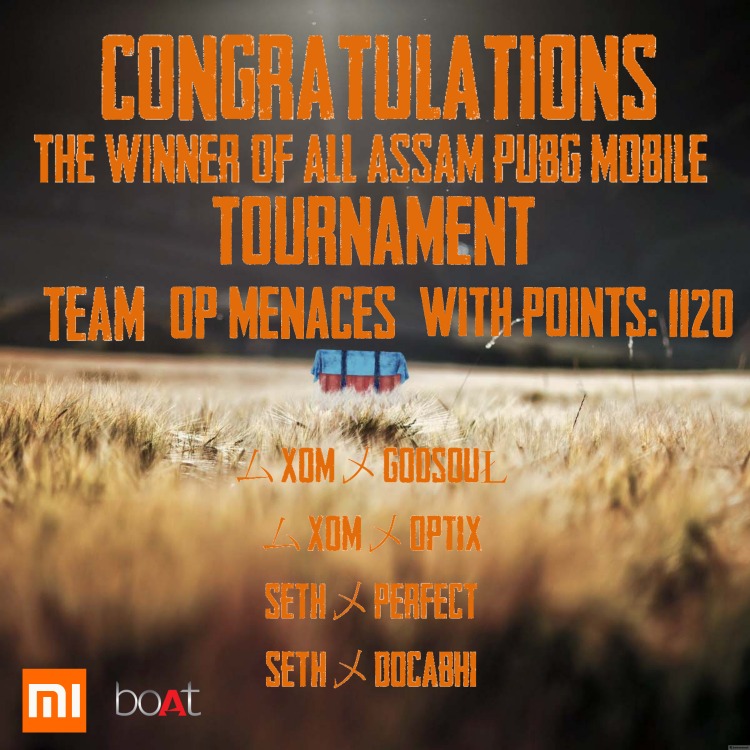 CONGRATULATIONS
THE WINNER OF ALL ASSAM PUBG MOBILE
TOURNAMENT
TEAM OP MENACES WITH POINTS: 1120
ム XOM メ GODSOUŁ
ム XOM メ OPTIX
SETH メ PERFECT
SETH メ DOCABHI
mi boAt